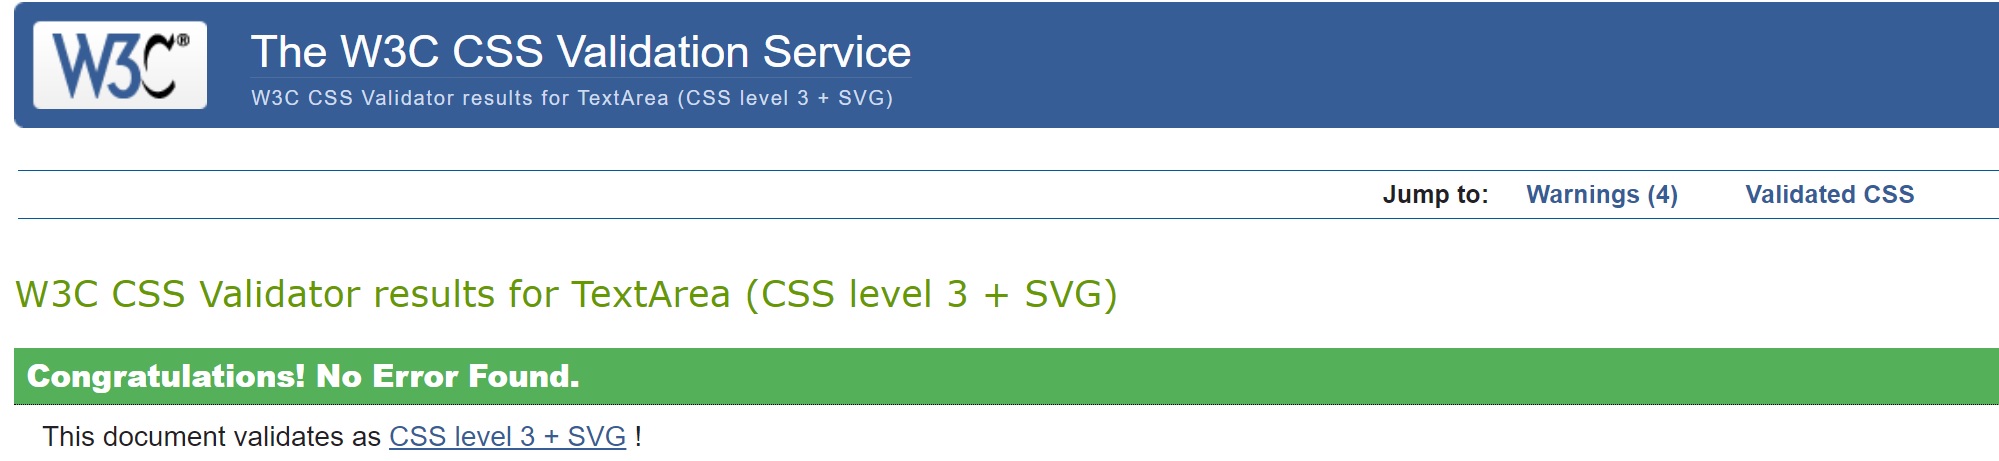 W3C®
The W3C CSS Validation Service
W3C CSS Validator results for TextArea (CSS level 3 + SVG)
Jump to: Warnings (4) Validated CSS
W3C CSS Validator results for TextArea (CSS level 3 + SVG)
Congratulations! No Error Found.
This document validates as CSS level 3 + SVG !